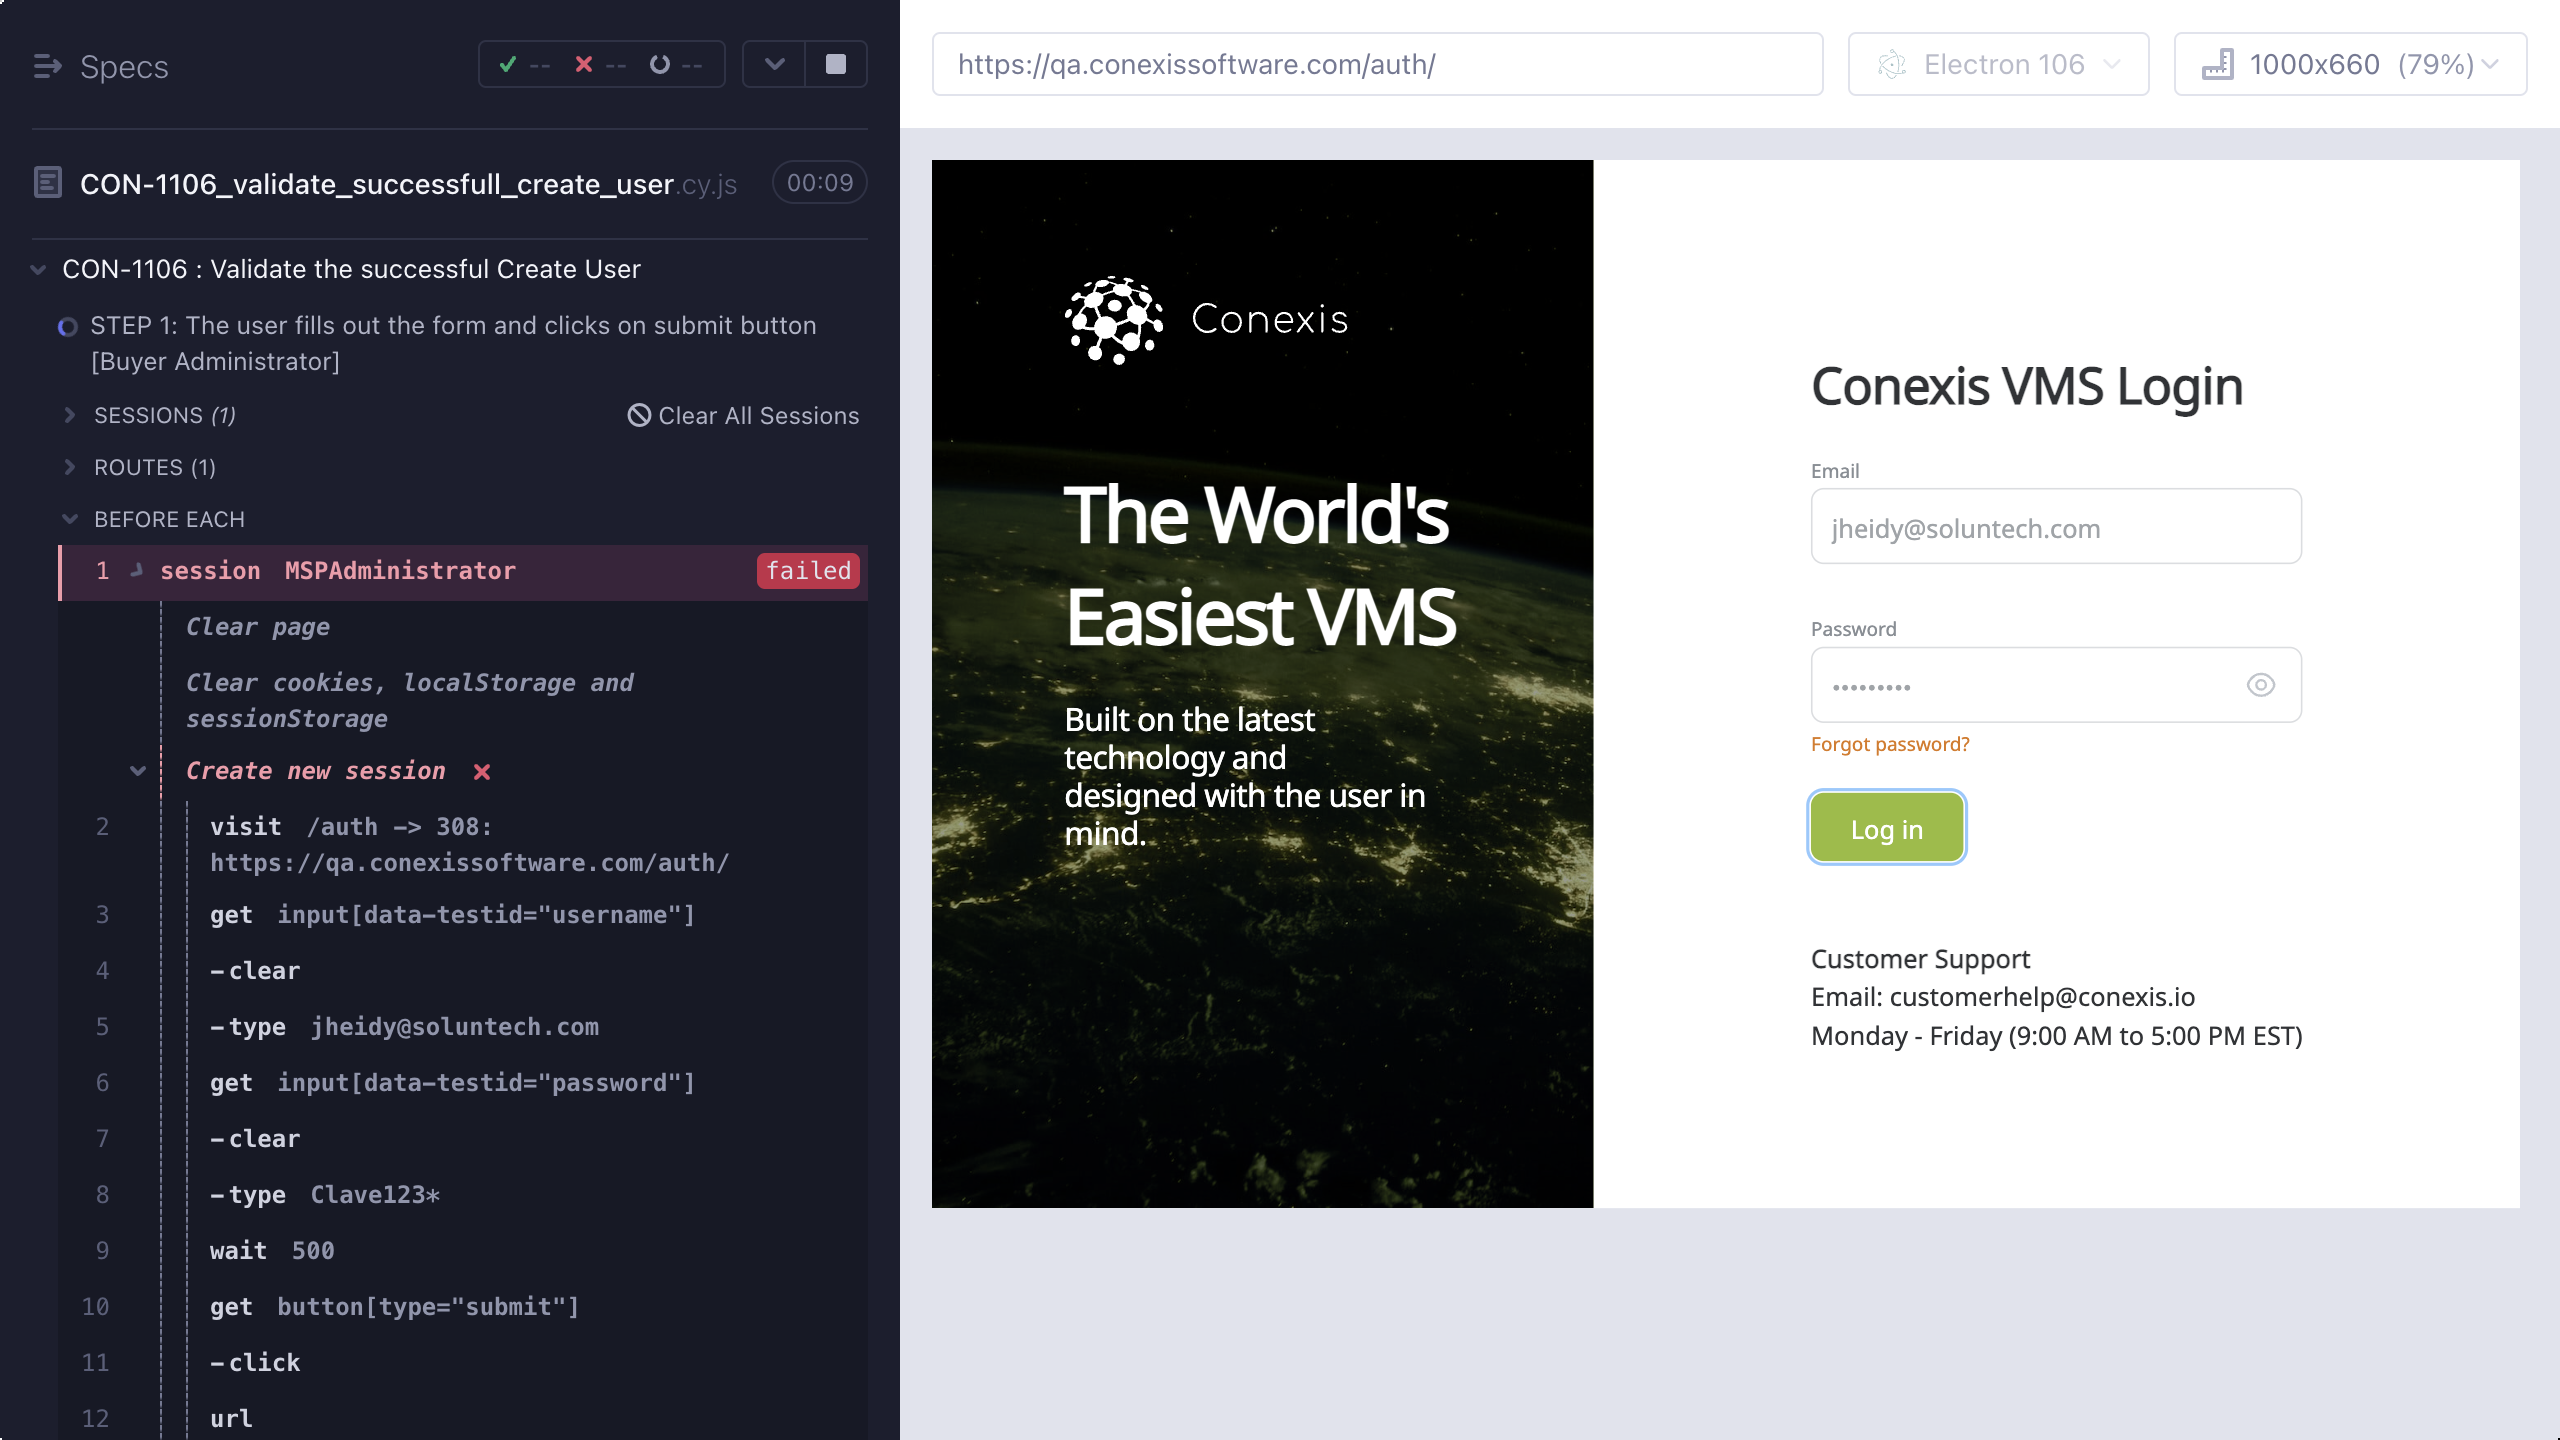 Specs
-- -- --
CON-1106_validate_successfull_create_user.cy.js 00:09
CON-1106 : Validate the successful Create User
STEP 1: The user fills out the form and clicks on submit button
[Buyer Administrator]
SESSIONS (1) Clear All Sessions
ROUTES (1)
BEFORE EACH
1 session MSPAdministrator failed
Clear page
Clear cookies, localStorage and
sessionStorage
Create new session
2 visit /auth -> 308:
https://qa.conexissoftware.com/auth/
3 get input[data-testid="username"]
4 -clear
5 -type jheidy@soluntech.com
6 get input[data-testid="password"]
7 -clear
8 -type Clave123*
9 wait 500
10 get button[type="submit"]
11 -click
12 url
https://qa.conexissoftware.com/auth/
Electron 106
1000x660 (79%)
Conexis
The World's
Easiest VMS
Built on the latest
technology and
designed with the user in
mind.
Conexis VMS Login
Email
jheidy@soluntech.com
Password
•••••••••
Forgot password?
Log in
Customer Support
Email: customerhelp@conexis.io
Monday - Friday (9:00 AM to 5:00 PM EST)